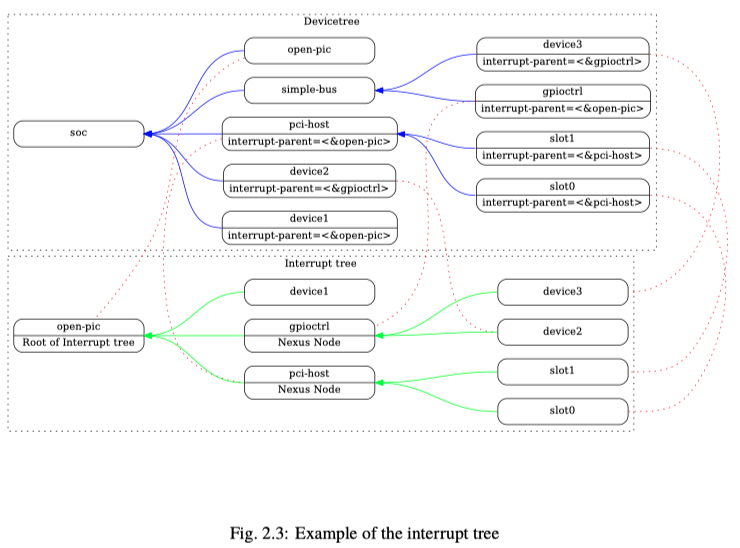 Devicetree
open-pic
device3
interrupt-parent=<&gpioctrl>
simple-bus
gpioctrl
interrupt-parent=<&open-pic>
soc
pci-host
interrupt-parent=<&open-pic>
slot1
interrupt-parent=<&pci-host>
device2
interrupt-parent=<&gpioctrl>
slot0
interrupt-parent=<&pci-host>
device1
interrupt-parent=<&open-pic>
Interrupt tree
device1
device3
open-pic
Root of Interrupt tree
gpioctrl
Nexus Node
device2
pci-host
Nexus Node
slot1
slot0
Fig. 2.3: Example of the interrupt tree